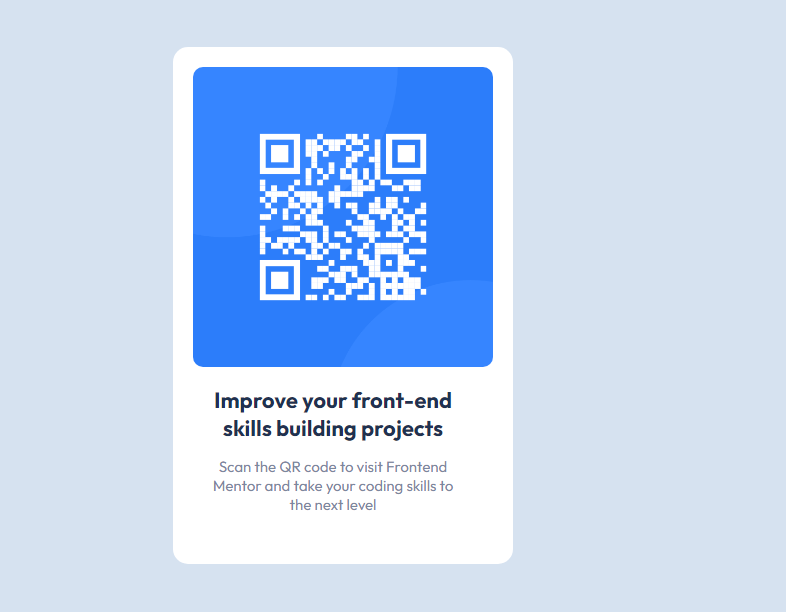 Improve your front-end
skills building projects
Scan the QR code to visit Frontend
Mentor and take your coding skills to
the next level